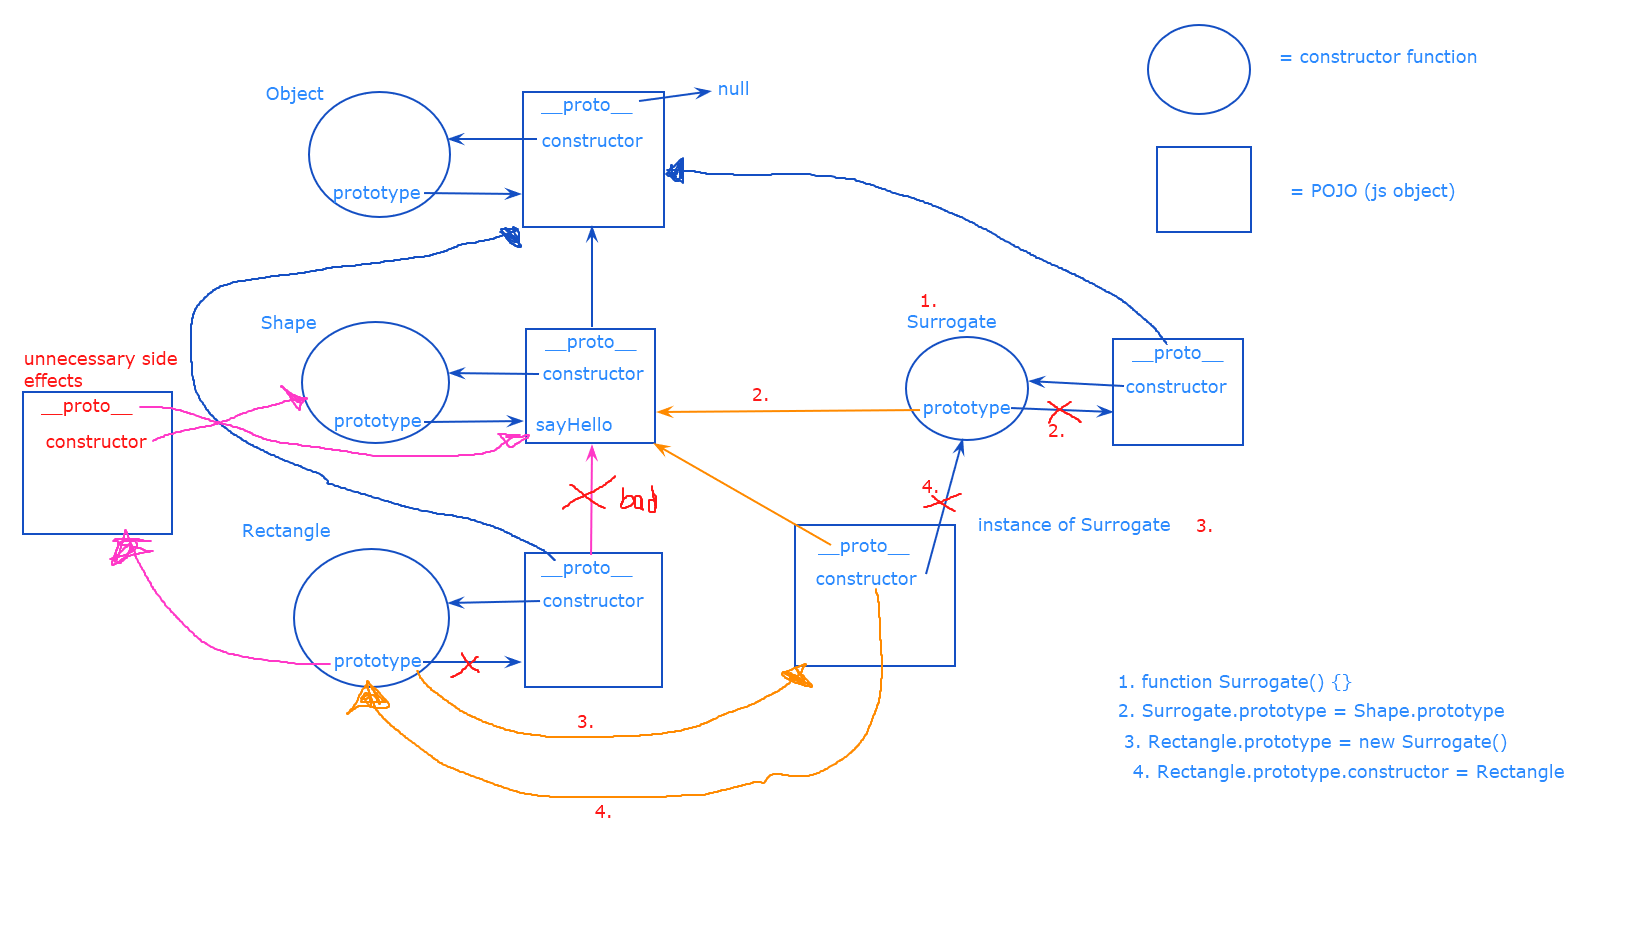 = constructor function
= POJO (js object)
Object
__proto__
null
constructor
prototype
Shape
__proto__
constructor
prototype
sayHello
1.
Surrogate
__proto__
constructor
prototype
2.
2.
unnecessary side
effects
__proto__
constructor
bad
4.
instance of Surrogate
3.
__proto__
constructor
Rectangle
__proto__
constructor
prototype
3.
4.
1. function Surrogate() {}
2. Surrogate.prototype = Shape.prototype
3. Rectangle.prototype = new Surrogate()
4. Rectangle.prototype.constructor = Rectangle